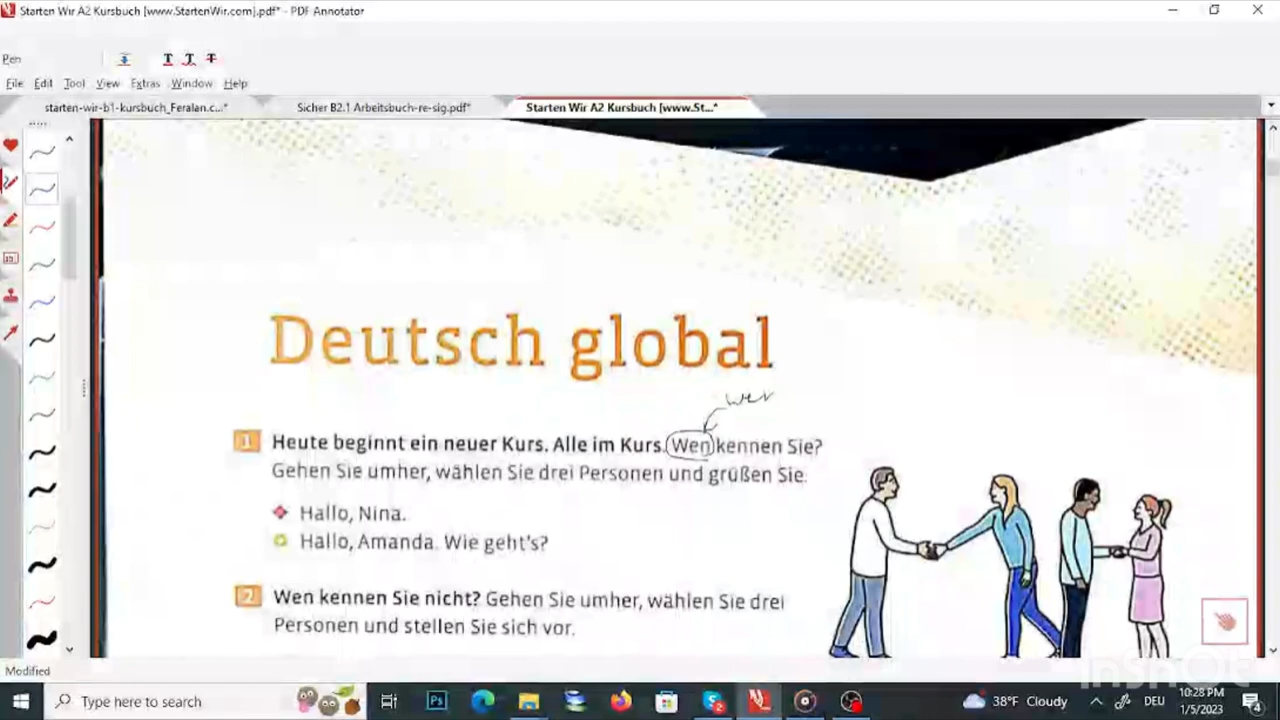 Starten Wir A2 Kursbuch [www.StartenWir.com].pdf* - PDF Annotator
Pen
T T T
File Edit Tool View Extras Window Help
starten-wir-b1-kursbuch_Feralan.c...* Sicher B2.1 Arbeitsbuch-re-sig.pdf* Starten Wir A2 Kursbuch [www.St...*
Deutsch global
wer
1 Heute beginnt ein neuer Kurs. Alle im Kurs. Wen kennen Sie?
Gehen Sie umher, wählen Sie drei Personen und grüßen Sie.
Hallo, Nina.
Hallo, Amanda. Wie geht's?
2 Wen kennen Sie nicht? Gehen Sie umher, wählen Sie drei
Personen und stellen Sie sich vor.
Modified
InShOt
Type here to search
Ps
38°F Cloudy
DEU
10:28 PM
1/5/2023
4